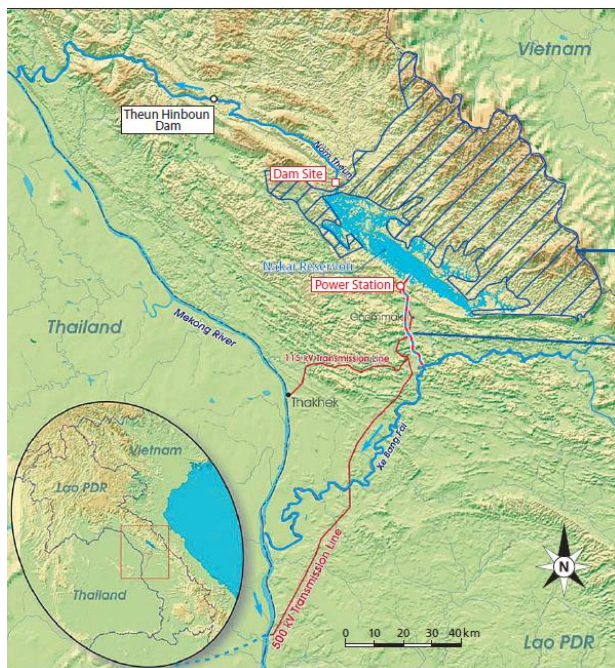 Vietnam
Theun Hinboun
Dam
Nam Theun
Dam Site
Nakai Reservoir
Power Station
Gnommalat
Thailand
Mekong River
115 kV Transmission Line
Thakhek
Xe Bang Fai
Vietnam
Lao PDR
Thailand
500 kV Transmission Line
N
0 10 20 30 40 km
Lao PDR